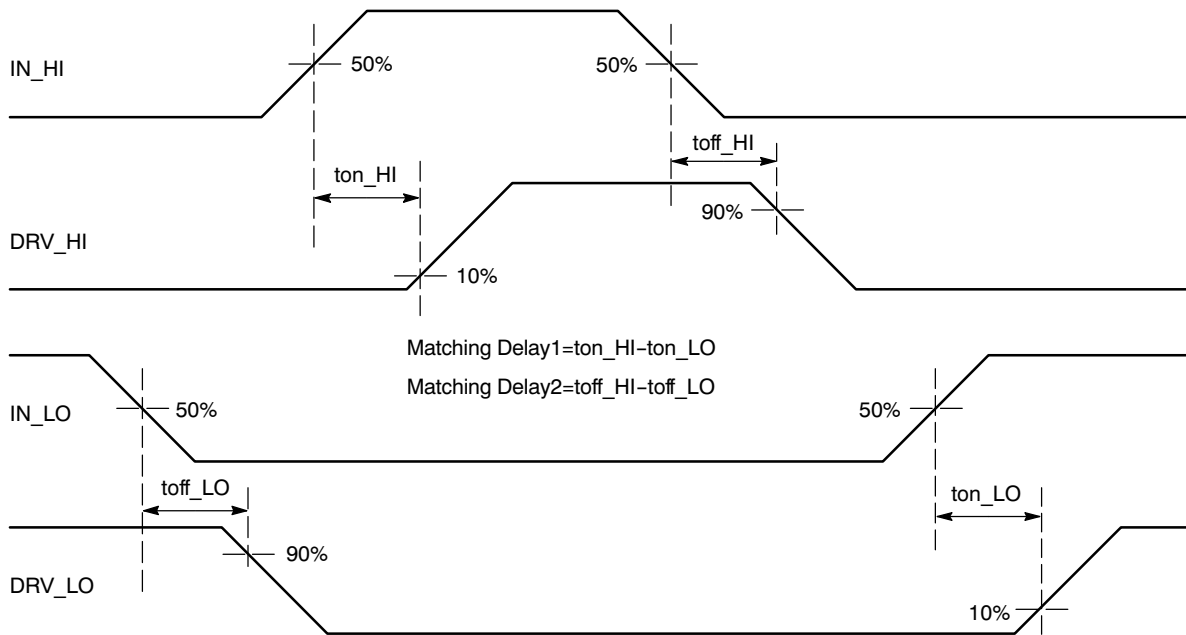 IN_HI
50%
50%
toff_HI
ton_HI
90%
DRV_HI
10%
Matching Delay1=ton_HI-ton_LO
Matching Delay2=toff_HI-toff_LO
IN_LO
50%
50%
toff_LO
ton_LO
90%
DRV_LO
10%